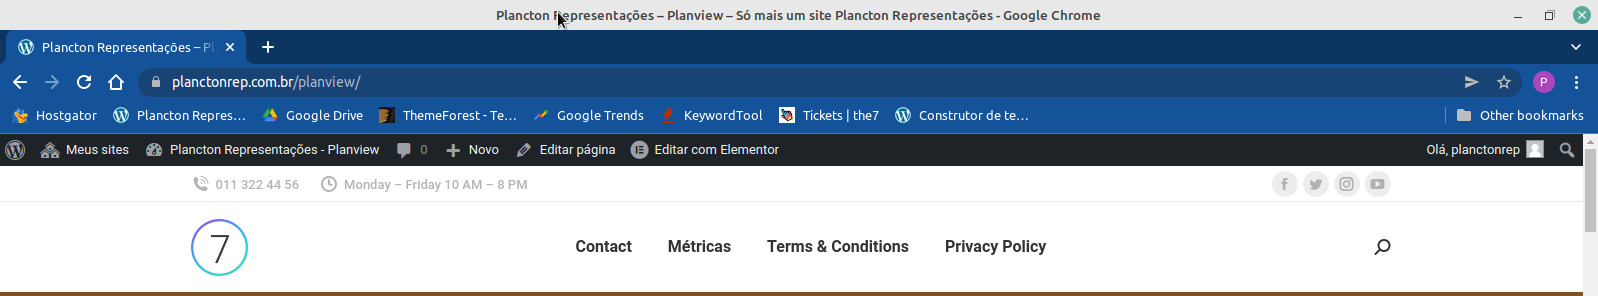 Plancton Representações – Planview – Só mais um site Plancton Representações - Google Chrome
Plancton Representações – Pl
planctonrep.com.br/planview/ P
Hostgator Plancton Repres... Google Drive ThemeForest - Te... Google Trends KeywordTool Tickets | the7 Construtor de te... Other bookmarks
Meus sites Plancton Representações - Planview 0 Novo Editar página Editar com Elementor Olá, planctonrep
011 322 44 56 Monday – Friday 10 AM – 8 PM
7 Contact Métricas Terms & Conditions Privacy Policy